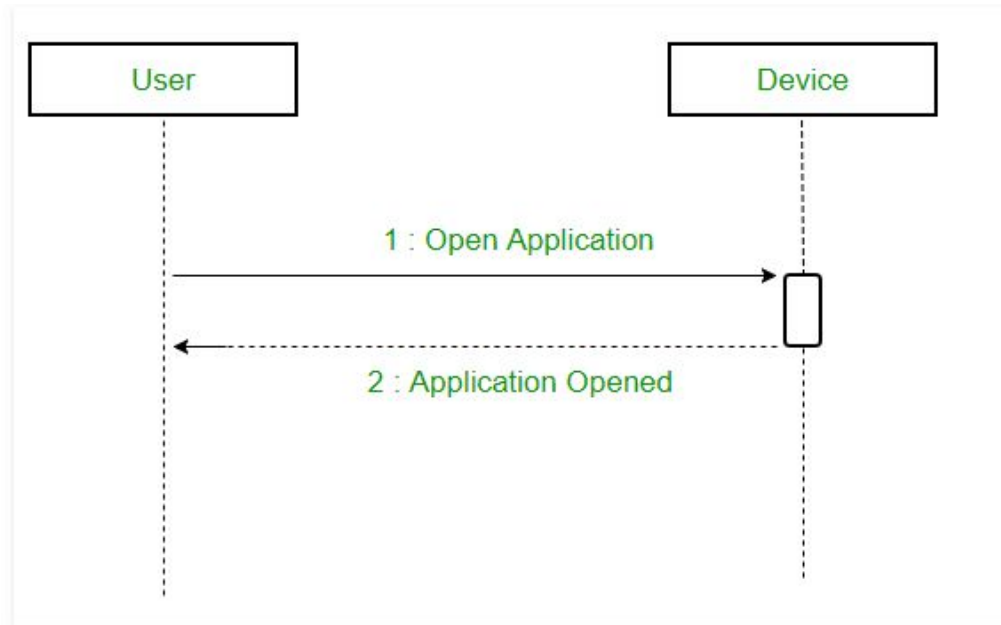 User
Device
1 : Open Application
2 : Application Opened